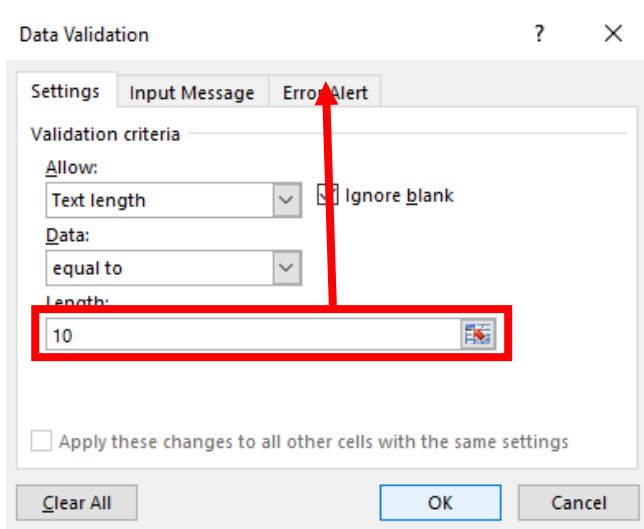 Data Validation ?
Settings Input Message Error Alert
Validation criteria
Allow:
Text length Ignore blank
Data:
equal to
Length:
10
Apply these changes to all other cells with the same settings
Clear All OK Cancel